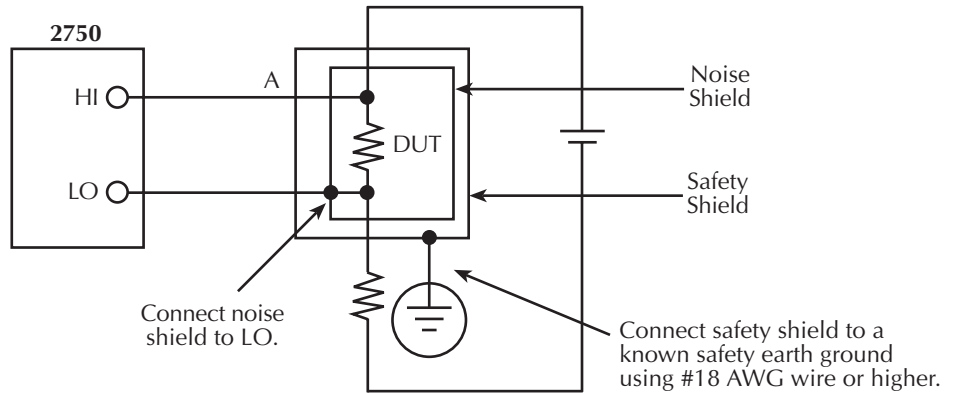 2750
HI
A
DUT
LO
Noise
Shield
Safety
Shield
Connect noise
shield to LO.
Connect safety shield to a
known safety earth ground
using #18 AWG wire or higher.